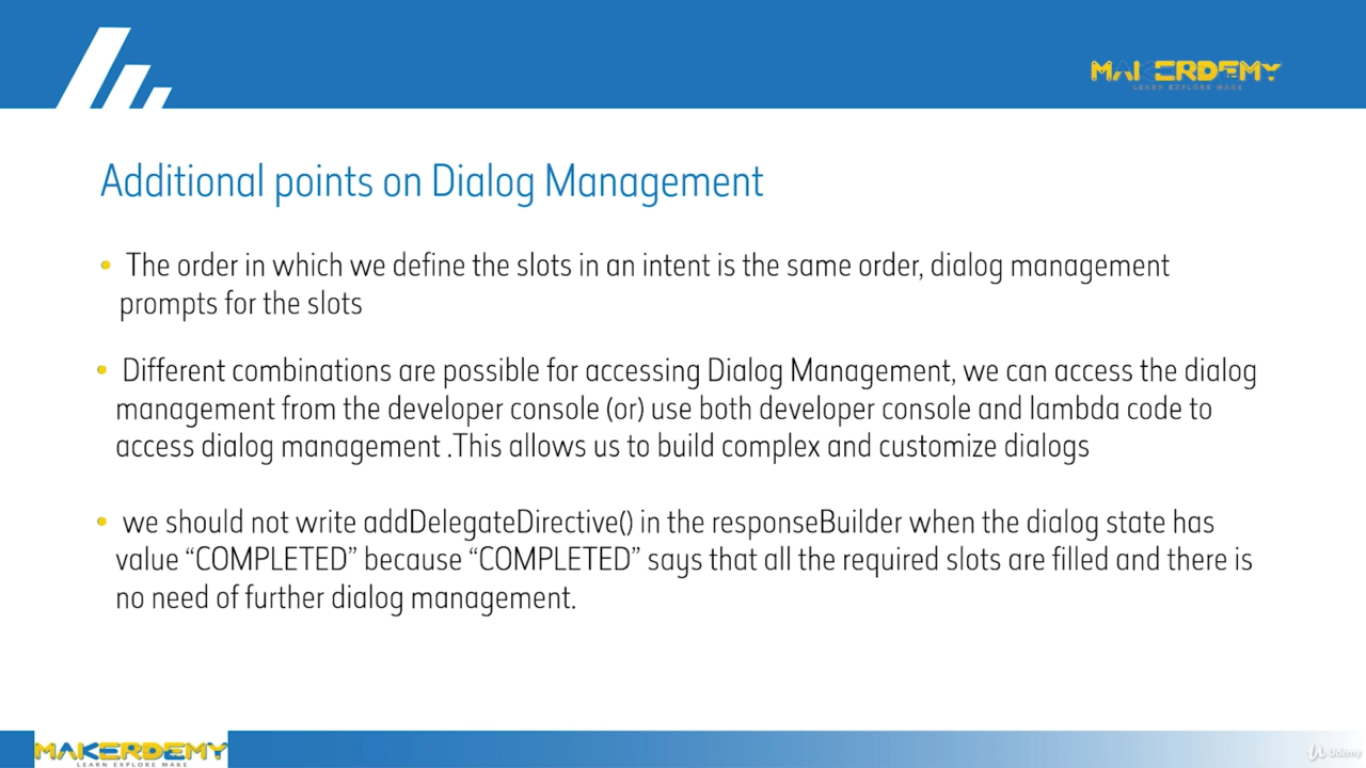 MAKERDEMY
LEARN EXPLORE MAKE
Additional points on Dialog Management
• The order in which we define the slots in an intent is the same order, dialog management
prompts for the slots
• Different combinations are possible for accessing Dialog Management, we can access the dialog
management from the developer console (or) use both developer console and lambda code to
access dialog management .This allows us to build complex and customize dialogs
• we should not write addDelegateDirective() in the responseBuilder when the dialog state has
value “COMPLETED” because “COMPLETED” says that all the required slots are filled and there is
no need of further dialog management.
MAKERDEMY
LEARN EXPLORE MAKE
Udemy